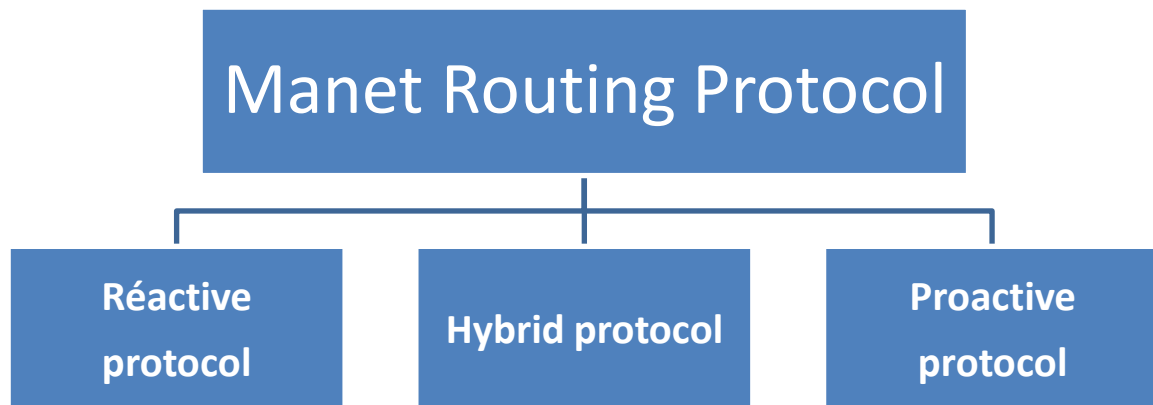 Manet Routing Protocol
Réactive
protocol
Hybrid protocol
Proactive
protocol